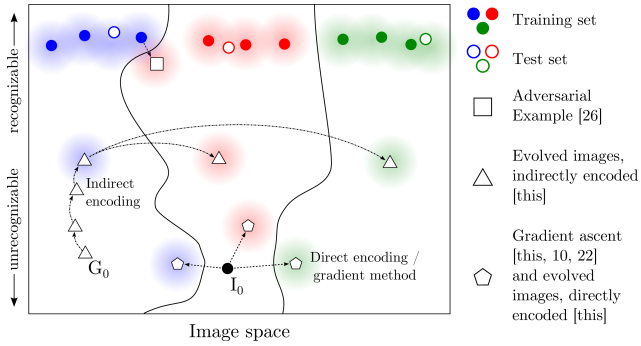 recognizable
unrecognizable
Indirect
encoding
G0
I0
Direct encoding /
gradient method
Image space
Training set
Test set
Adversarial
Example [26]
Evolved images,
indirectly encoded
[this]
Gradient ascent
[this, 10, 22]
and evolved
images, directly
encoded [this]